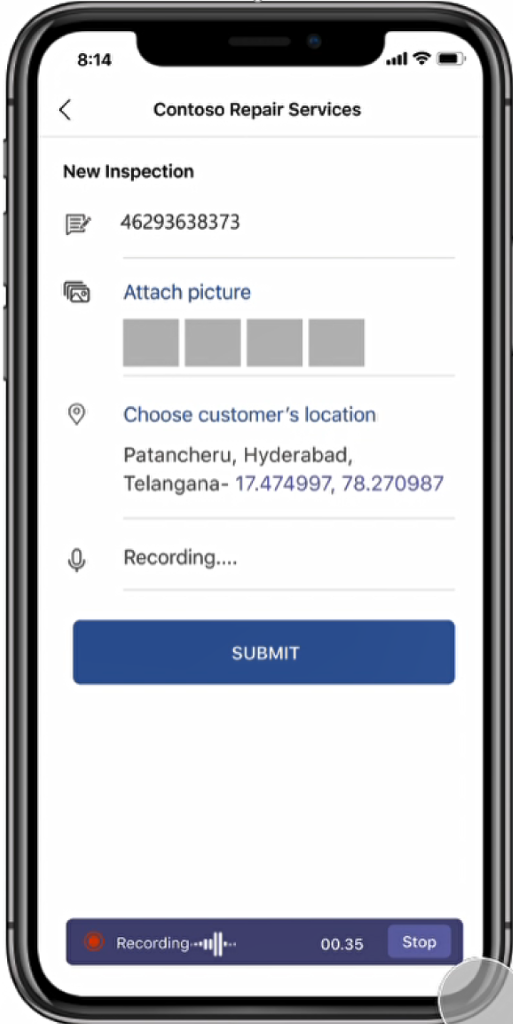 8:14
Contoso Repair Services
New Inspection
46293638373
Attach picture
Choose customer's location
Patancheru, Hyderabad,
Telangana- 17.474997, 78.270987
Recording....
SUBMIT
Recording 00.35 Stop